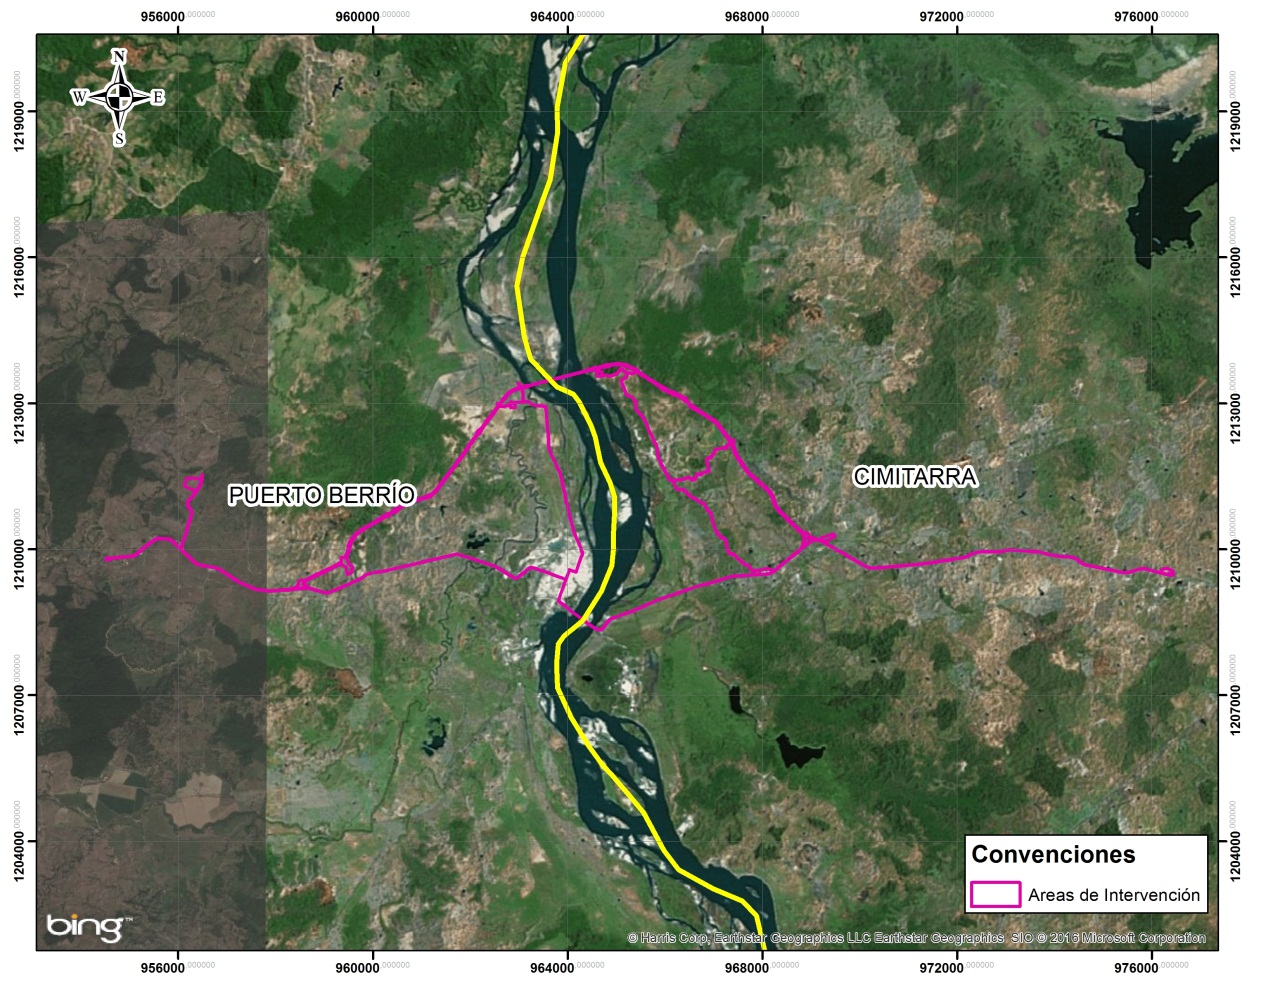 956000.000000 960000.000000 964000.000000 968000.000000 972000.000000 976000.000000
N
W E
S
1219000.000000 1219000.000000
1216000.000000 1216000.000000
1213000.000000 1213000.000000
CIMITARRA
PUERTO BERRÍO
1210000.000000 1210000.000000
1207000.000000 1207000.000000
1204000.000000 1204000.000000
Convenciones
Areas de Intervención
bing™
© Harris Corp, Earthstar Geographics LLC Earthstar Geographics SIO © 2016 Microsoft Corporation
956000.000000 960000.000000 964000.000000 968000.000000 972000.000000 976000.000000